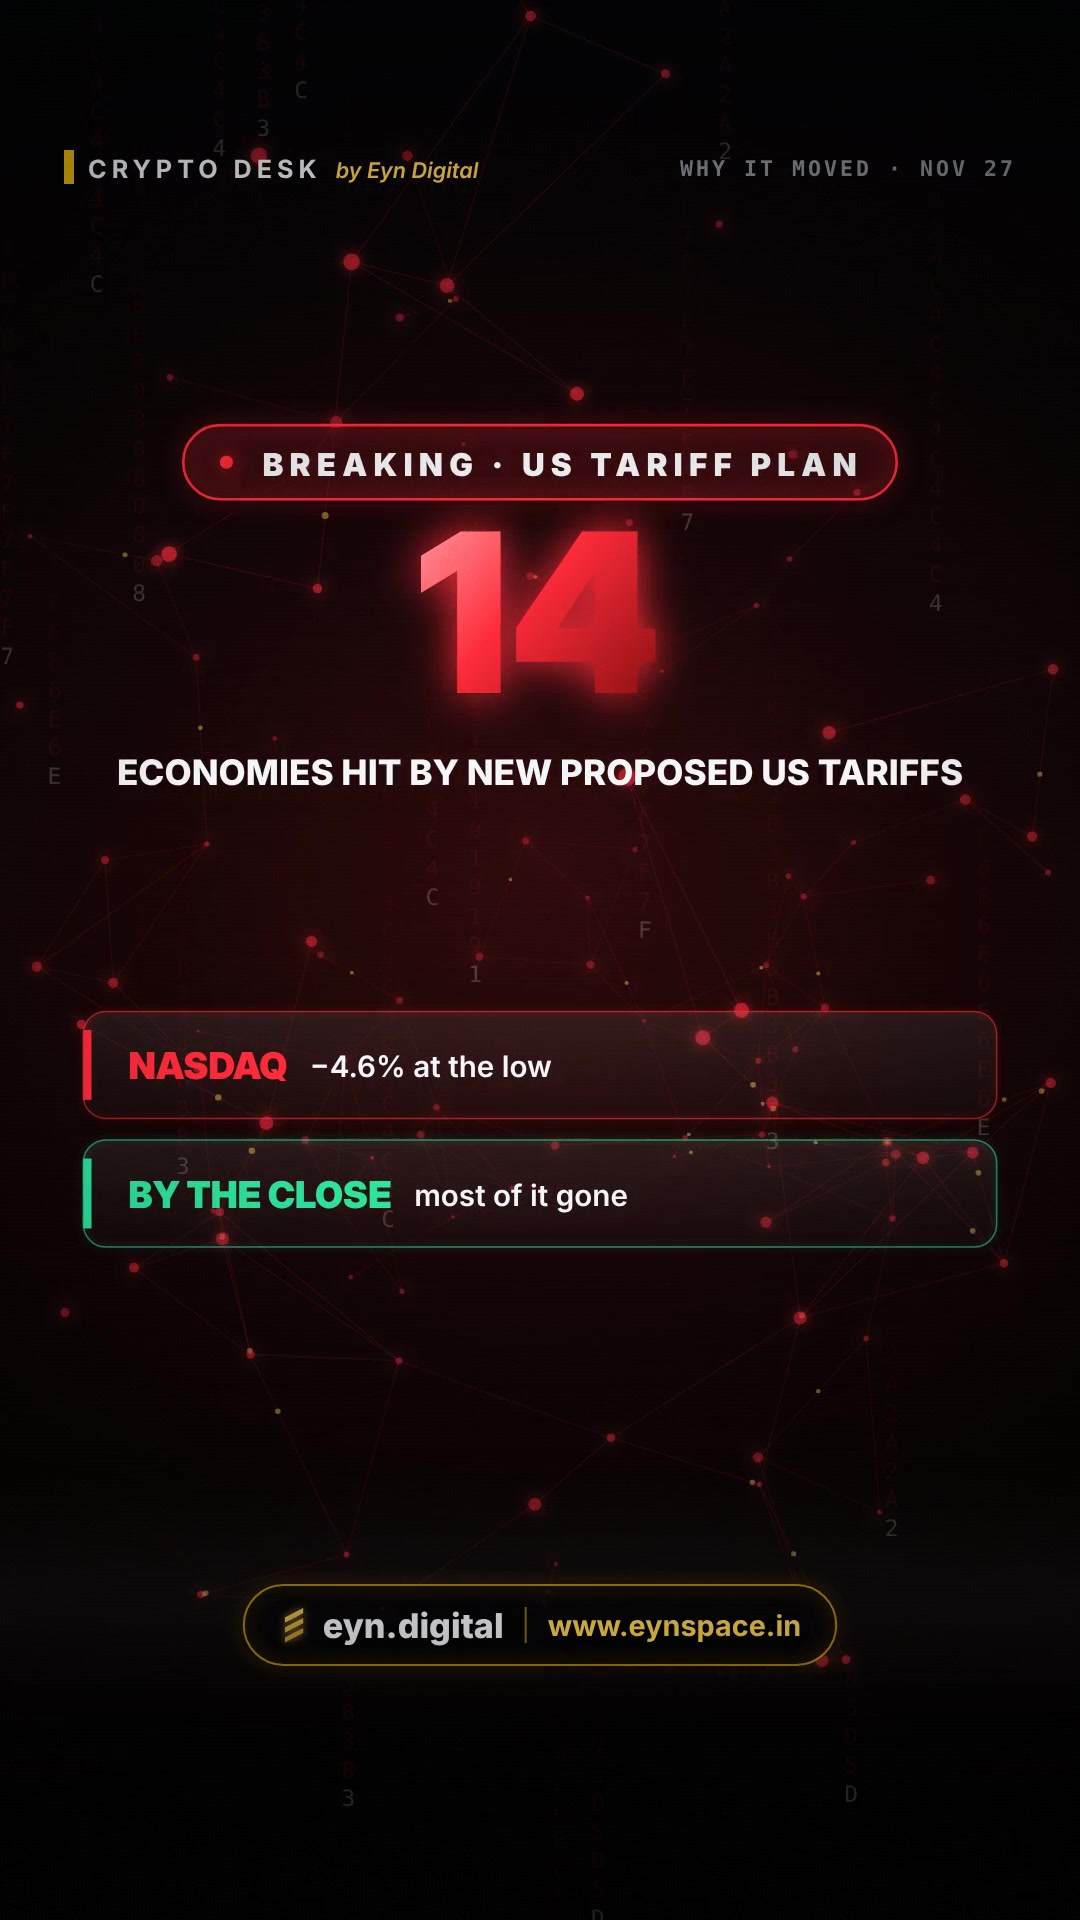 CRYPTO DESK by Eyn Digital
WHY IT MOVED · NOV 27
BREAKING · US TARIFF PLAN
14
ECONOMIES HIT BY NEW PROPOSED US TARIFFS
NASDAQ −4.6% at the low
BY THE CLOSE most of it gone
eyn.digital | www.eynspace.in